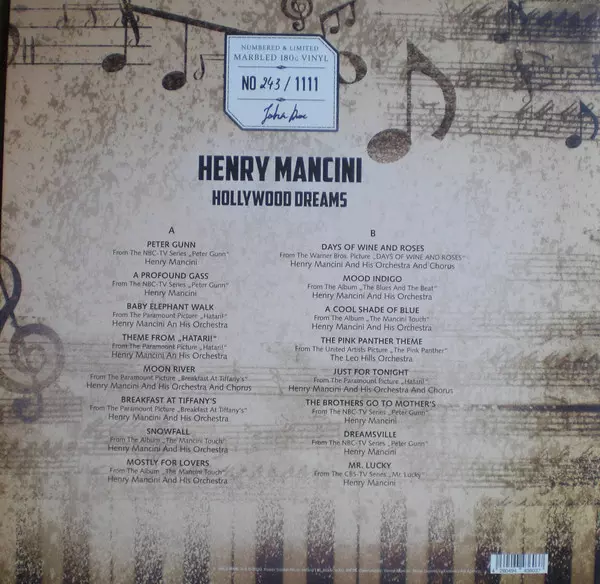 NUMBERED & LIMITED
MARBLED 180G VINYL
NO 243 / 1111
John Doe
HENRY MANCINI
HOLLYWOOD DREAMS
A
PETER GUNN
From The NBC-TV Series „Peter Gunn"
Henry Mancini
A PROFOUND GASS
From The NBC-TV Series „Peter Gunn"
Henry Mancini
BABY ELEPHANT WALK
From The Paramount Picture „Hatari!"
Henry Mancini An His Orchestra
THEME FROM „HATARI!"
From The Paramount Picture „Hatari!"
Henry Mancini An His Orchestra
MOON RIVER
From The Paramount Picture „Breakfast At Tiffany's"
Henry Mancini And His Orchestra And Chorus
BREAKFAST AT TIFFANY'S
From The Paramount Picture „Breakfast At Tiffany's"
Henry Mancini And His Orchestra
SNOWFALL
From The Album „The Mancini Touch"
Henry Mancini And His Orchestra
MOSTLY FOR LOVERS
From The Album „The Mancini Touch"
Henry Mancini And His Orchestra
B
DAYS OF WINE AND ROSES
From The Warner Bros. Picture „DAYS OF WINE AND ROSES"
Henry Mancini And His Orchestra And Chorus
MOOD INDIGO
From The Album „The Blues And The Beat"
Henry Mancini And His Orchestra
A COOL SHADE OF BLUE
From The Album „The Mancini Touch"
Henry Mancini And His Orchestra
THE PINK PANTHER THEME
From The United Artists Picture „The Pink Panther"
The Leo Hills Orchestra
JUST FOR TONIGHT
From The Paramount Picture „Hatari!"
Henry Mancini And His Orchestra And Chorus
THE BROTHERS GO TO MOTHER'S
From The NBC-TV Series „Peter Gunn"
Henry Mancini
DREAMSVILLE
From The NBC-TV Series „Peter Gunn"
Henry Mancini
MR. LUCKY
From The CBS-TV Series „Mr. Lucky"
Henry Mancini